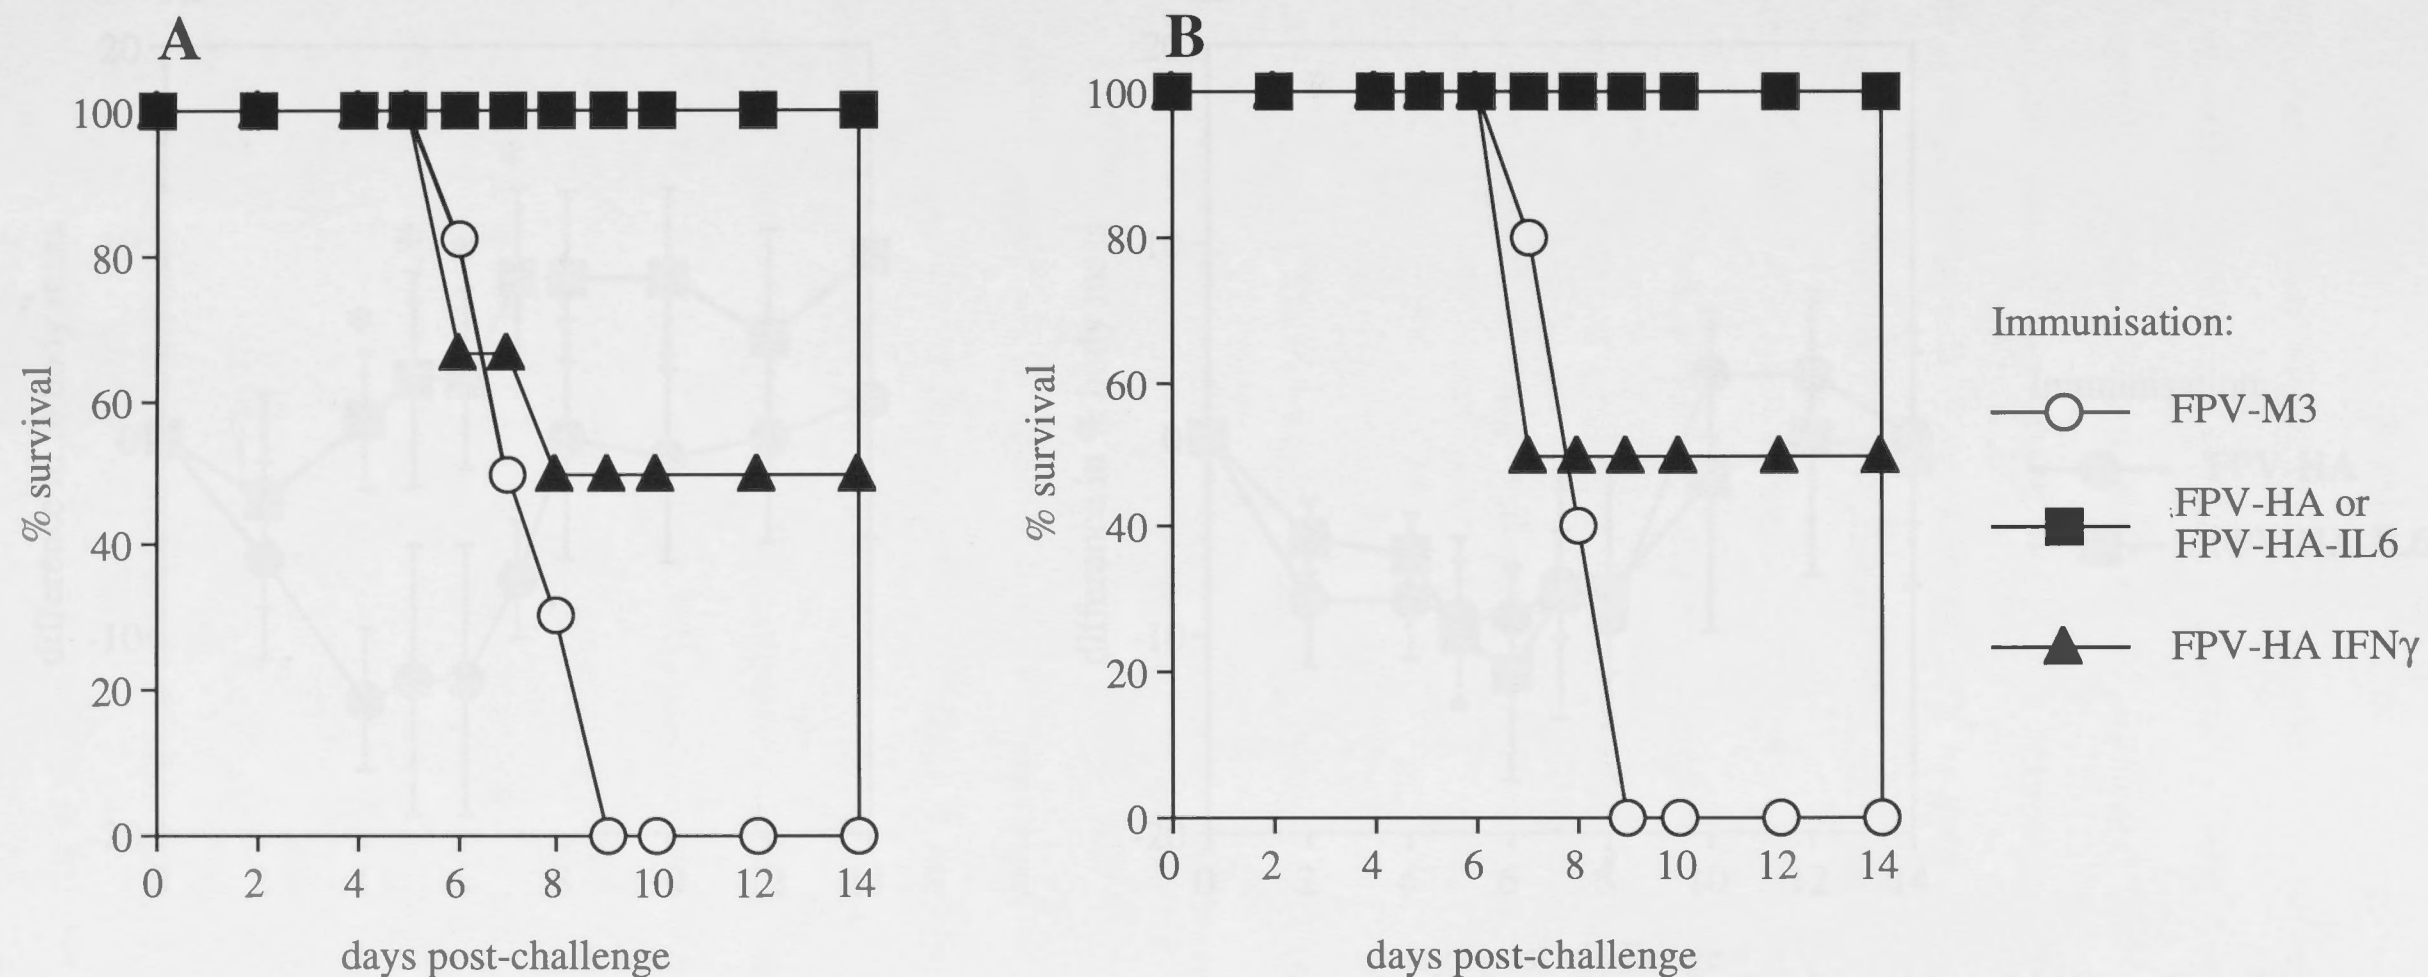 A
100
80
60
40
20
0
% survival
0 2 4 6 8 10 12 14
days post-challenge
B
100
80
60
40
20
0
% survival
0 2 4 6 8 10 12 14
days post-challenge
Immunisation:
FPV-M3
FPV-HA or
FPV-HA-IL6
FPV-HA IFNγ